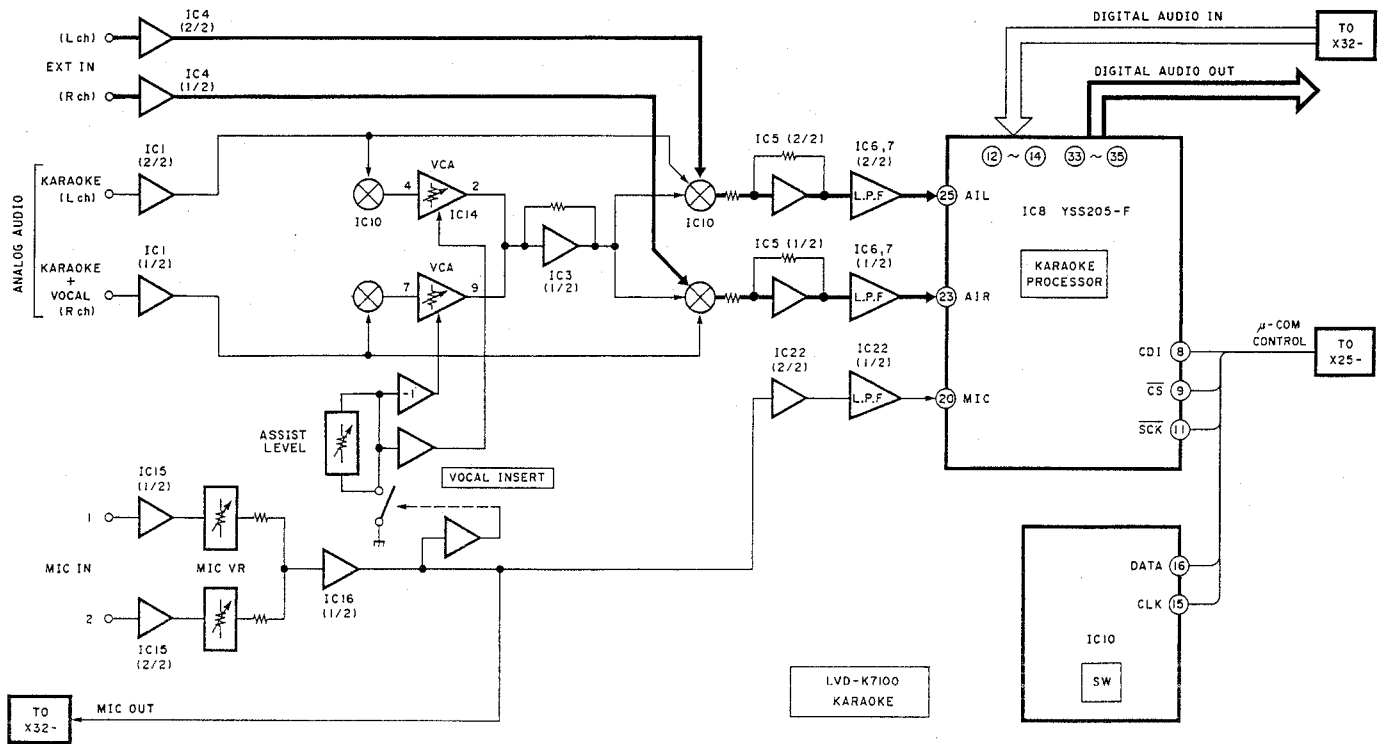 (L ch)
IC4
(2/2)
EXT IN
IC4
(1/2)
(R ch)
ANALOG AUDIO
KARAOKE
(L ch)
IC1
(2/2)
KARAOKE
+
VOCAL
(R ch)
IC1
(1/2)
IC10
4
VCA
2
IC14
7
VCA
9
IC3
(1/2)
IC10
IC5 (2/2)
IC6,7
(2/2)
L.P.F
IC5 (1/2)
IC6,7
(1/2)
L.P.F
DIGITAL AUDIO IN
TO
X32-
DIGITAL AUDIO OUT
12 ~ 14
33 ~ 35
25 AIL
IC8 YSS205-F
KARAOKE
PROCESSOR
23 AIR
20 MIC
CDI 8
CS 9
SCK 11
μ-COM
CONTROL
TO
X25-
IC22
(2/2)
IC22
(1/2)
L.P.F
-1
ASSIST
LEVEL
VOCAL INSERT
IC15
(1/2)
1
MIC IN
MIC VR
2
IC15
(2/2)
IC16
(1/2)
DATA 16
CLK 15
IC10
SW
LVD-K7100
KARAOKE
TO
X32-
MIC OUT